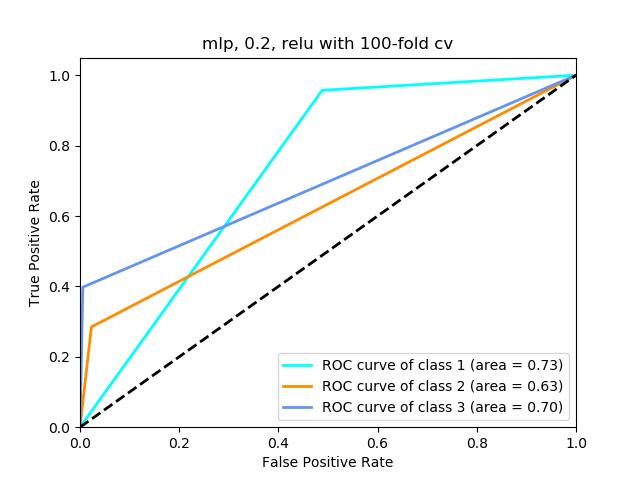 mlp, 0.2, relu with 100-fold cv
1.0
0.8
0.6
0.4
0.2
0.0
True Positive Rate
ROC curve of class 1 (area = 0.73)
ROC curve of class 2 (area = 0.63)
ROC curve of class 3 (area = 0.70)
0.0 0.2 0.4 0.6 0.8 1.0
False Positive Rate